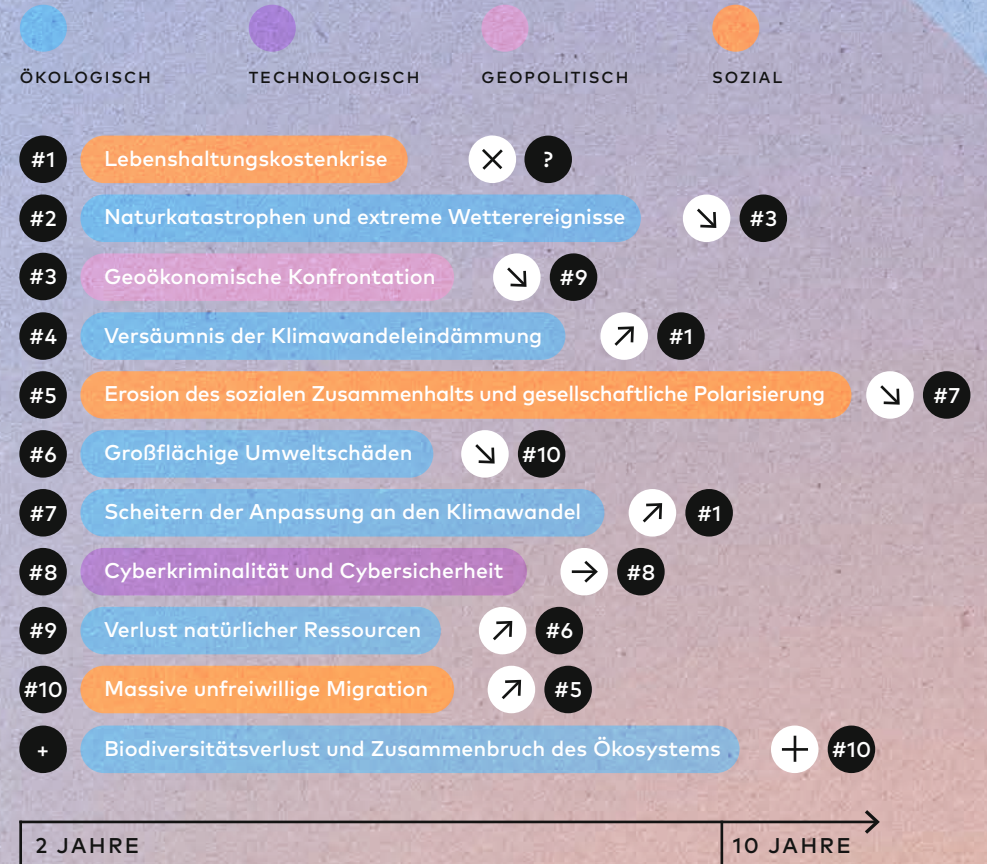 ÖKOLOGISCH TECHNOLOGISCH GEOPOLITISCH SOZIAL
#1 Lebenshaltungskostenkrise ?
#2 Naturkatastrophen und extreme Wetterereignisse #3
#3 Geoökonomische Konfrontation #9
#4 Versäumnis der Klimawandeleindämmung #1
#5 Erosion des sozialen Zusammenhalts und gesellschaftliche Polarisierung #7
#6 Großflächige Umweltschäden #10
#7 Scheitern der Anpassung an den Klimawandel #1
#8 Cyberkriminalität und Cybersicherheit #8
#9 Verlust natürlicher Ressourcen #6
#10 Massive unfreiwillige Migration #5
+ Biodiversitätsverlust und Zusammenbruch des Ökosystems + #10
2 JAHRE 10 JAHRE